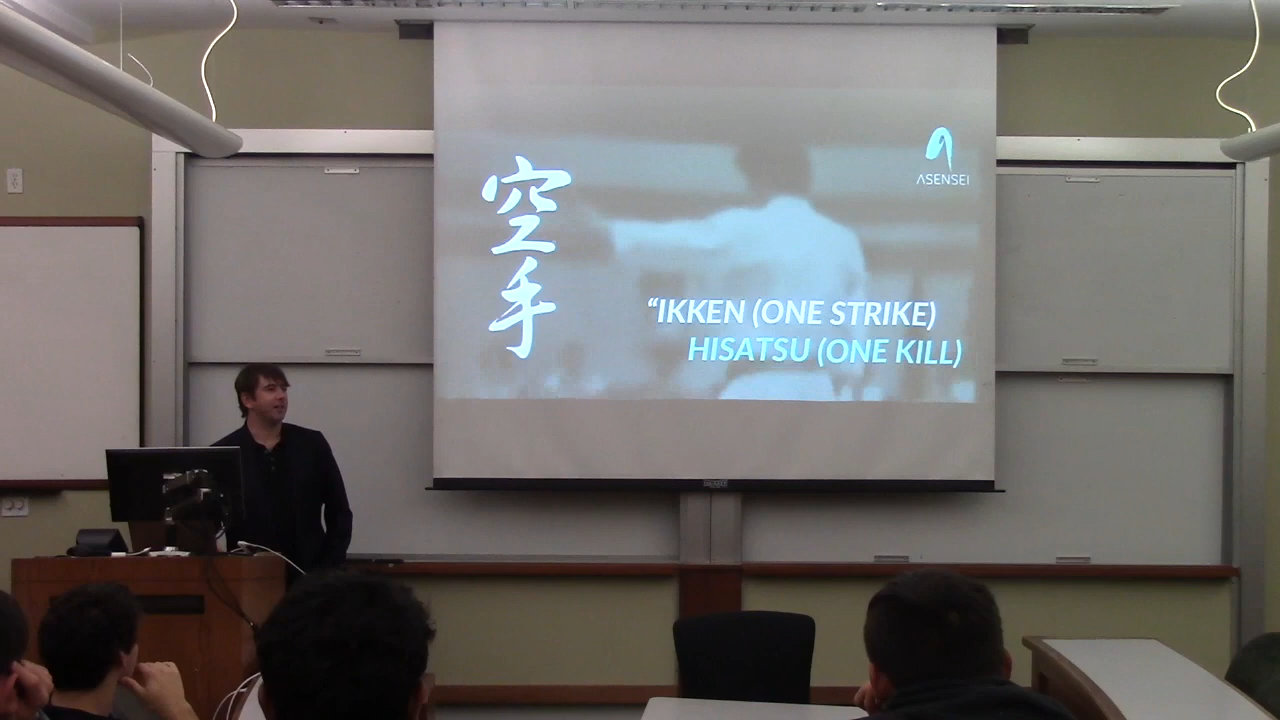 空手
ASENSEI
“IKKEN (ONE STRIKE)
HISATSU (ONE KILL)